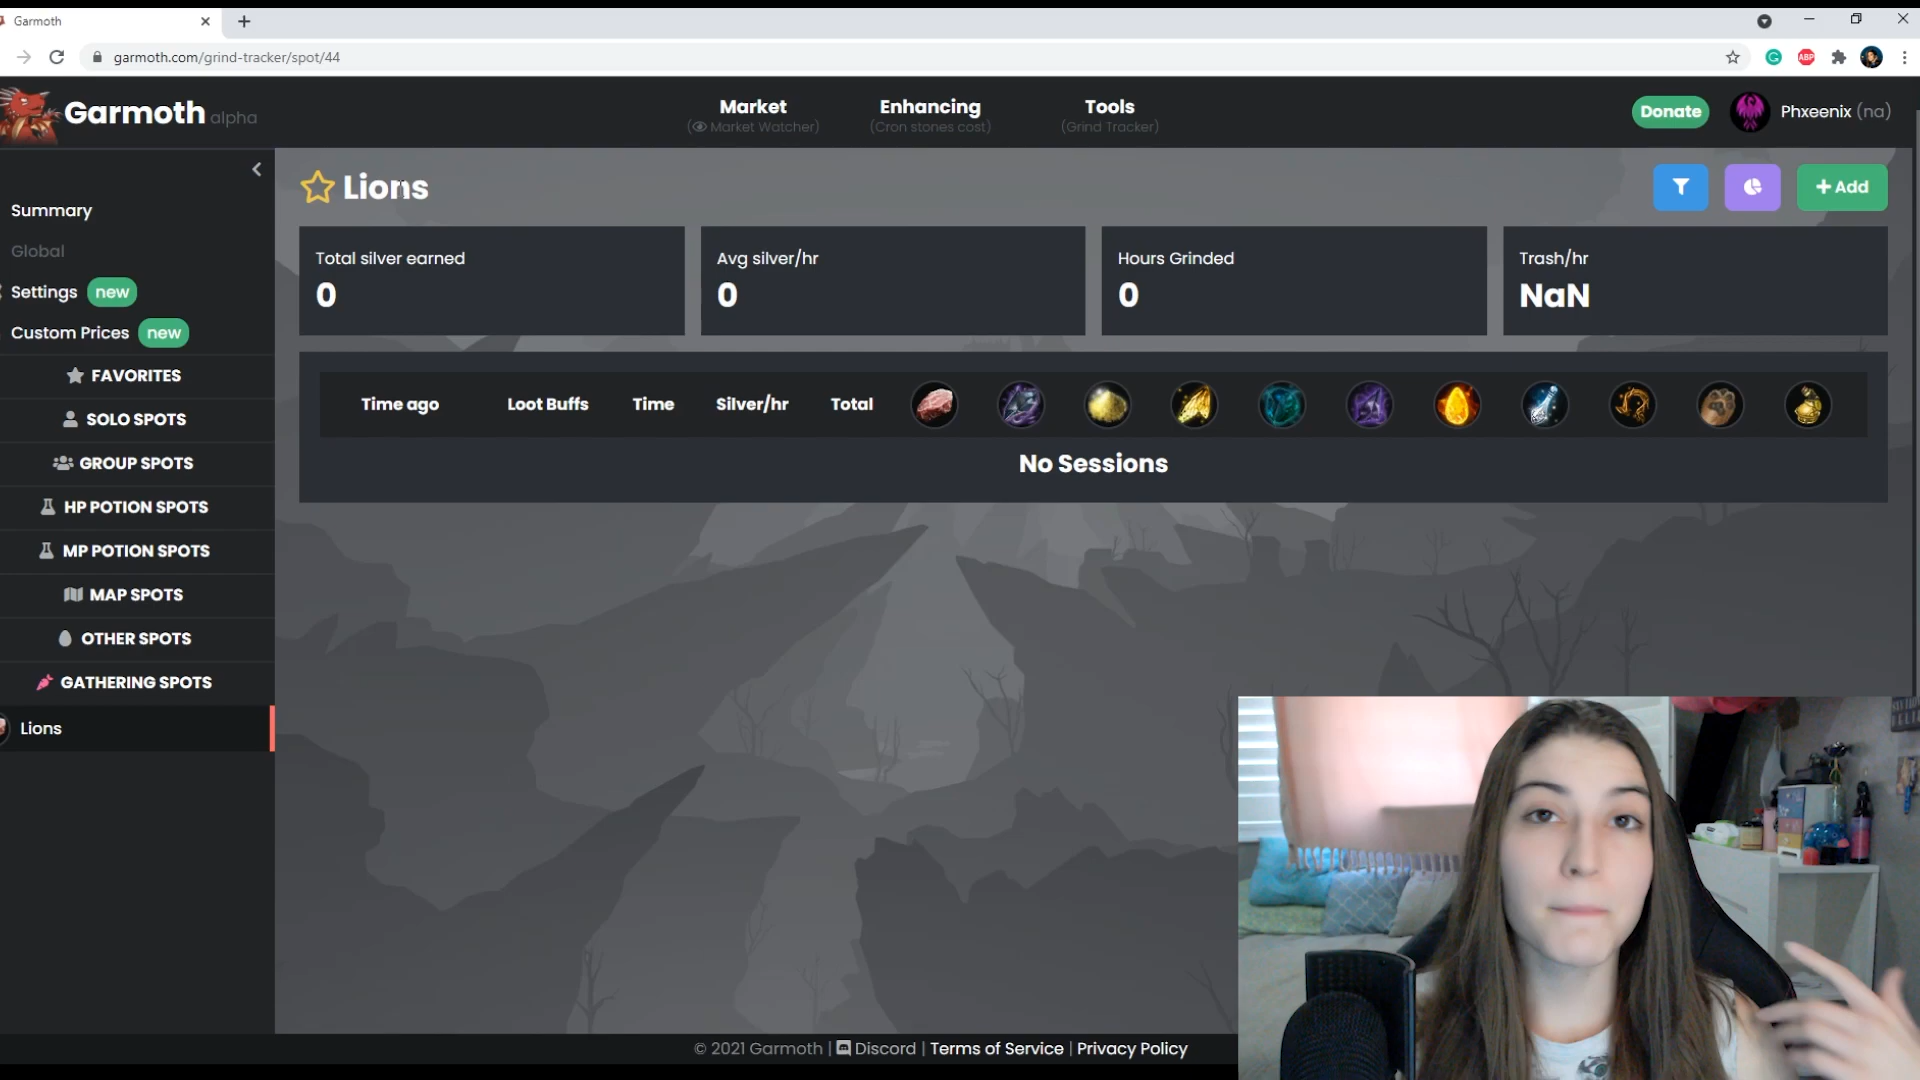 Garmoth
garmoth.com/grind-tracker/spot/44
ABP
Garmoth alpha
Market
(Market Watcher)
Enhancing
(Cron stones cost)
Tools
(Grind Tracker)
Donate
Phxeenix (na)
Summary
Global
Settings new
Custom Prices new
FAVORITES
SOLO SPOTS
GROUP SPOTS
HP POTION SPOTS
MP POTION SPOTS
MAP SPOTS
OTHER SPOTS
GATHERING SPOTS
Lions
Lions
+ Add
Total silver earned
0
Avg silver/hr
0
Hours Grinded
0
Trash/hr
NaN
Time ago Loot Buffs Time Silver/hr Total
No Sessions
© 2021 Garmoth | Discord | Terms of Service | Privacy Policy